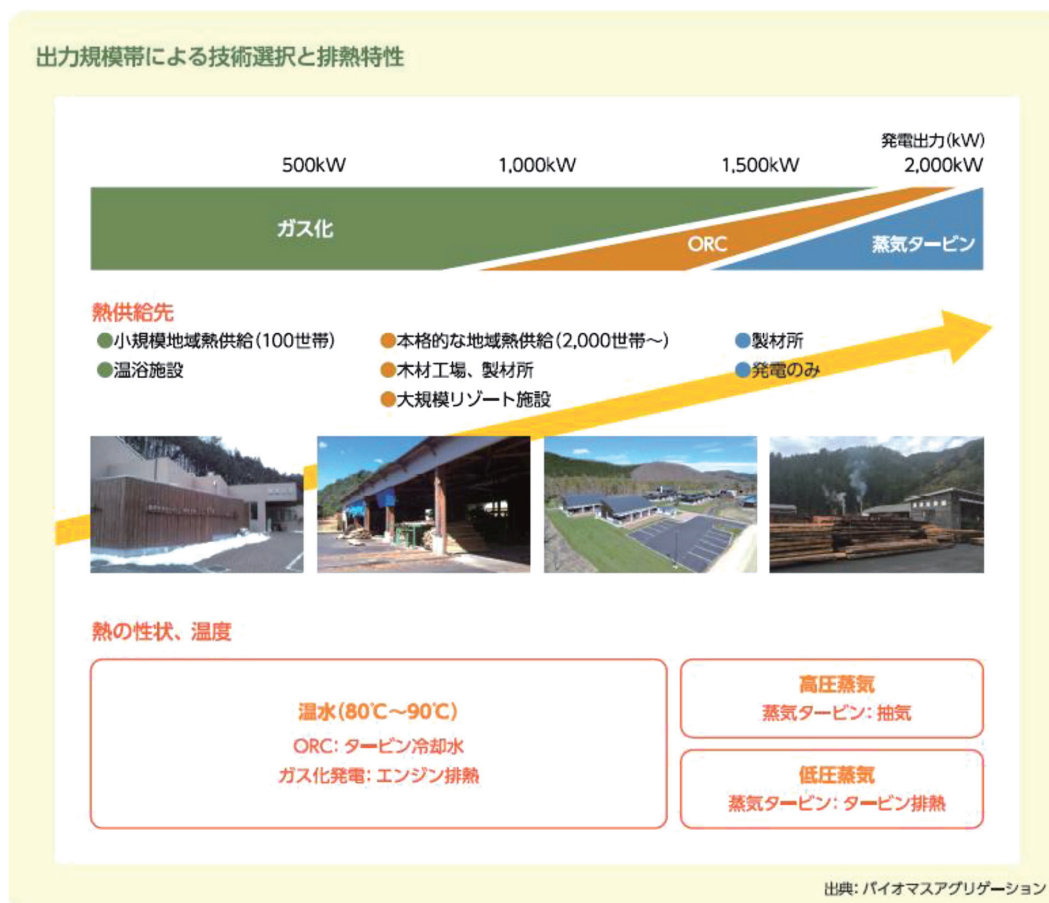 出力規模帯による技術選択と排熱特性
発電出力(kW)
500kW 1,000kW 1,500kW 2,000kW
ガス化
ORC
蒸気タービン
熱供給先
●小規模地域熱供給(100世帯)
●温浴施設
●本格的な地域熱供給(2,000世帯～)
●木材工場、製材所
●大規模リゾート施設
●製材所
●発電のみ
熱の性状、温度
温水(80℃～90℃)
ORC：タービン冷却水
ガス化発電：エンジン排熱
高圧蒸気
蒸気タービン：抽気
低圧蒸気
蒸気タービン：タービン排熱
出典：バイオマスアグリゲーション